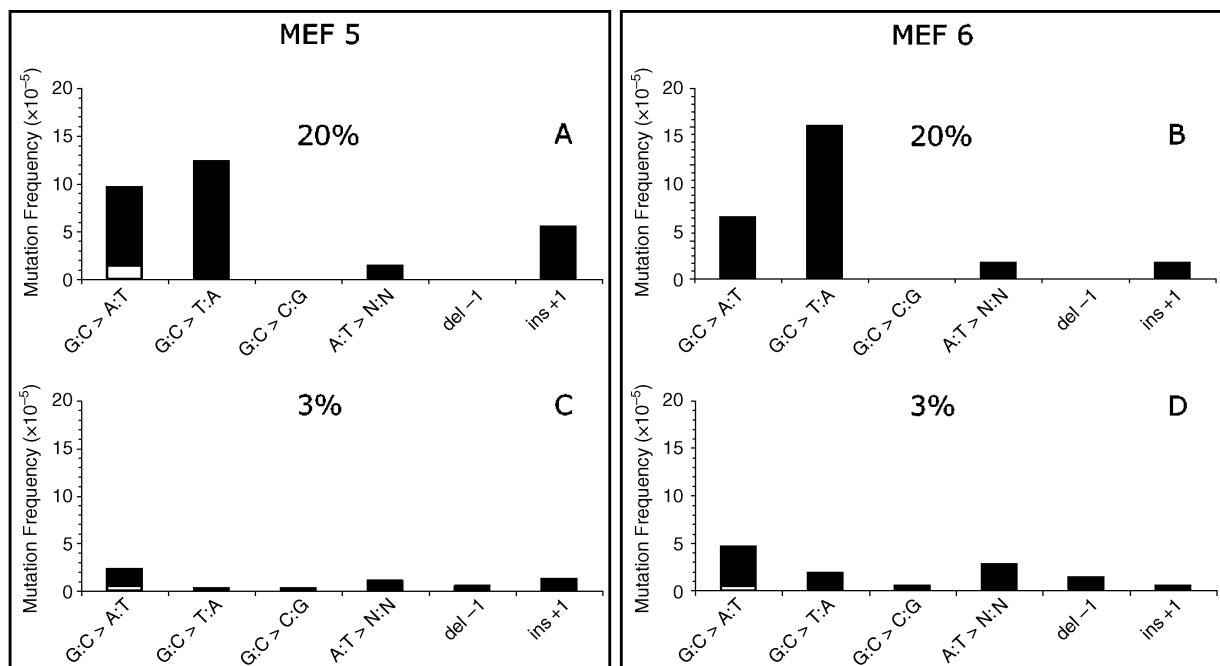 MEF 5
Mutation Frequency (×10⁻⁵)
20
15
10
5
0
20%
A
G:C > A:T
G:C > T:A
G:C > C:G
A:T > N:N
del −1
ins +1
Mutation Frequency (×10⁻⁵)
20
15
10
5
0
3%
C
G:C > A:T
G:C > T:A
G:C > C:G
A:T > N:N
del −1
ins +1
MEF 6
Mutation Frequency (×10⁻⁵)
20
15
10
5
0
20%
B
G:C > A:T
G:C > T:A
G:C > C:G
A:T > N:N
del −1
ins +1
Mutation Frequency (×10⁻⁵)
20
15
10
5
0
3%
D
G:C > A:T
G:C > T:A
G:C > C:G
A:T > N:N
del −1
ins +1